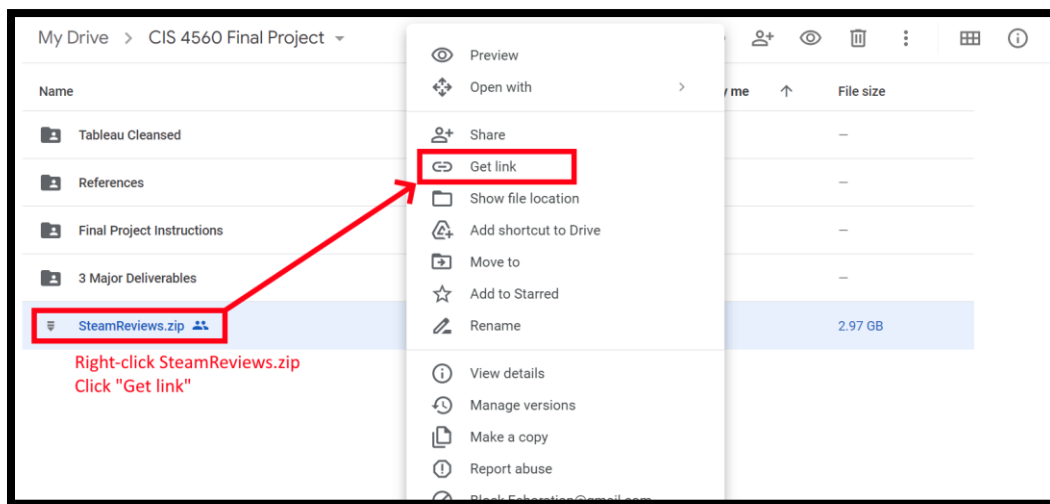 My Drive > CIS 4560 Final Project
Name
y me
File size
Tableau Cleansed
–
References
–
Final Project Instructions
–
3 Major Deliverables
–
SteamReviews.zip
2.97 GB
Right-click SteamReviews.zip
Click "Get link"
Preview
Open with
Share
Get link
Show file location
Add shortcut to Drive
Move to
Add to Starred
Rename
View details
Manage versions
Make a copy
Report abuse